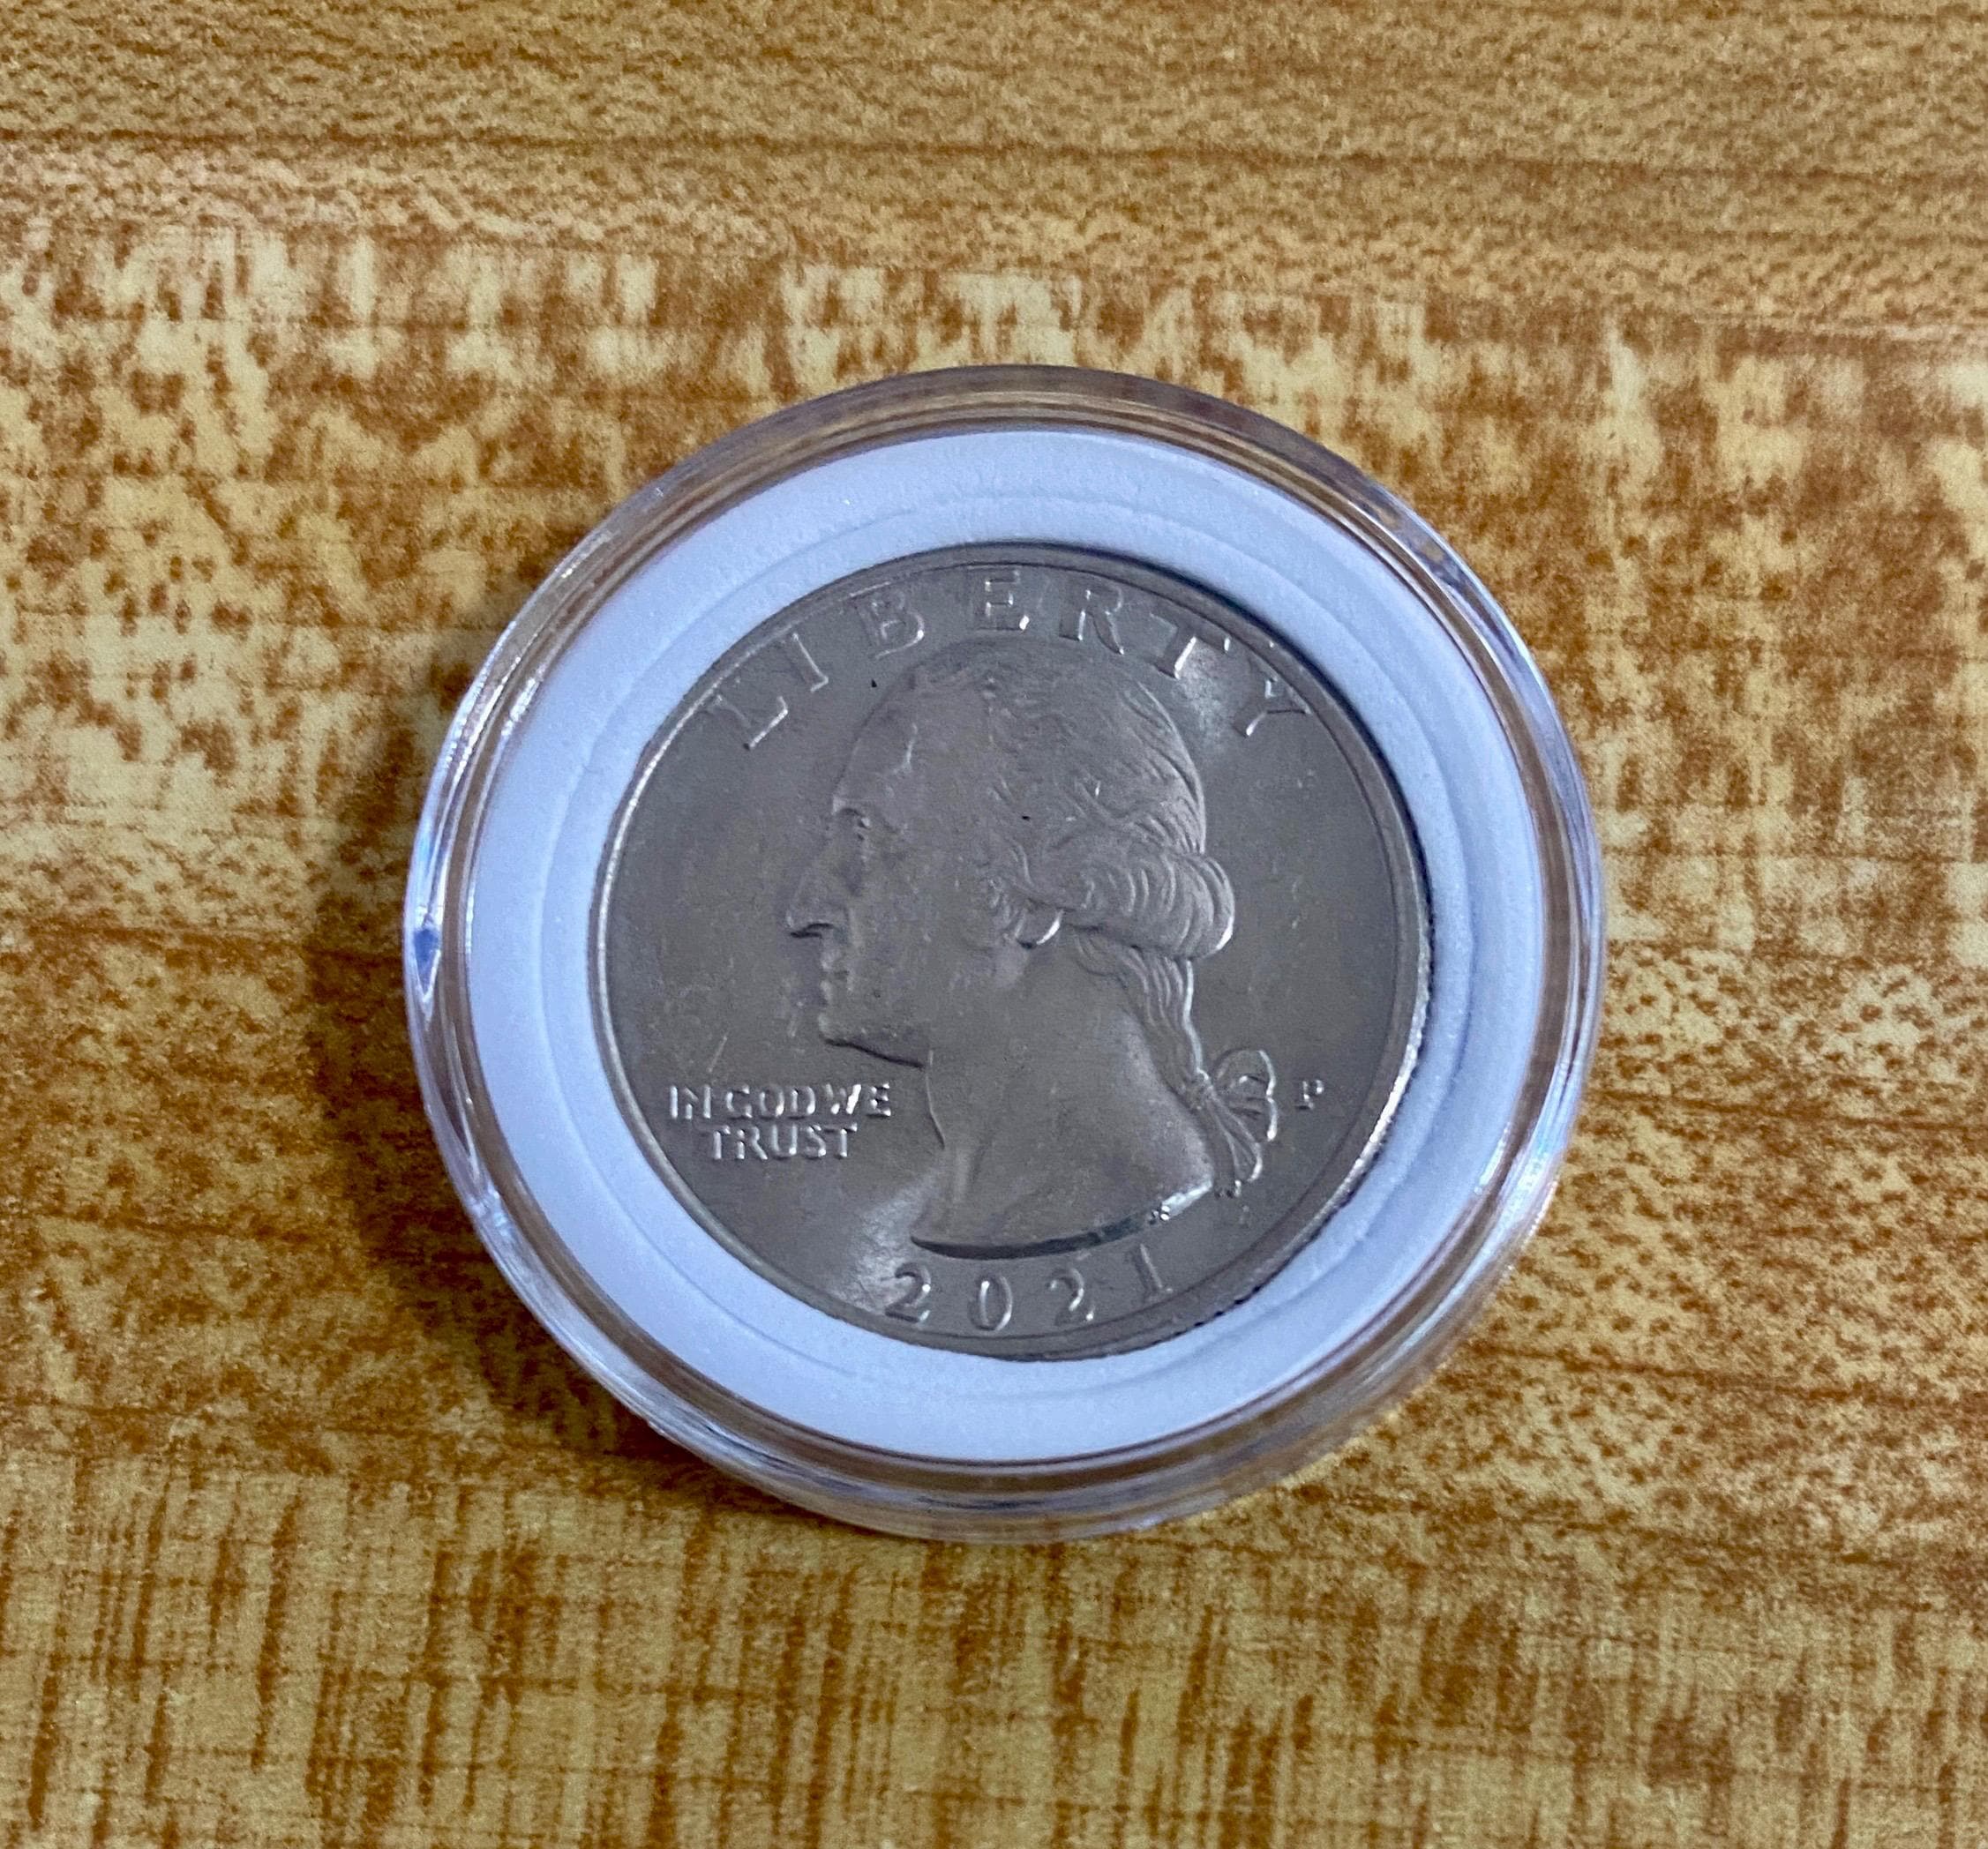 LIBERTY
IN GOD WE
TRUST
P
2021